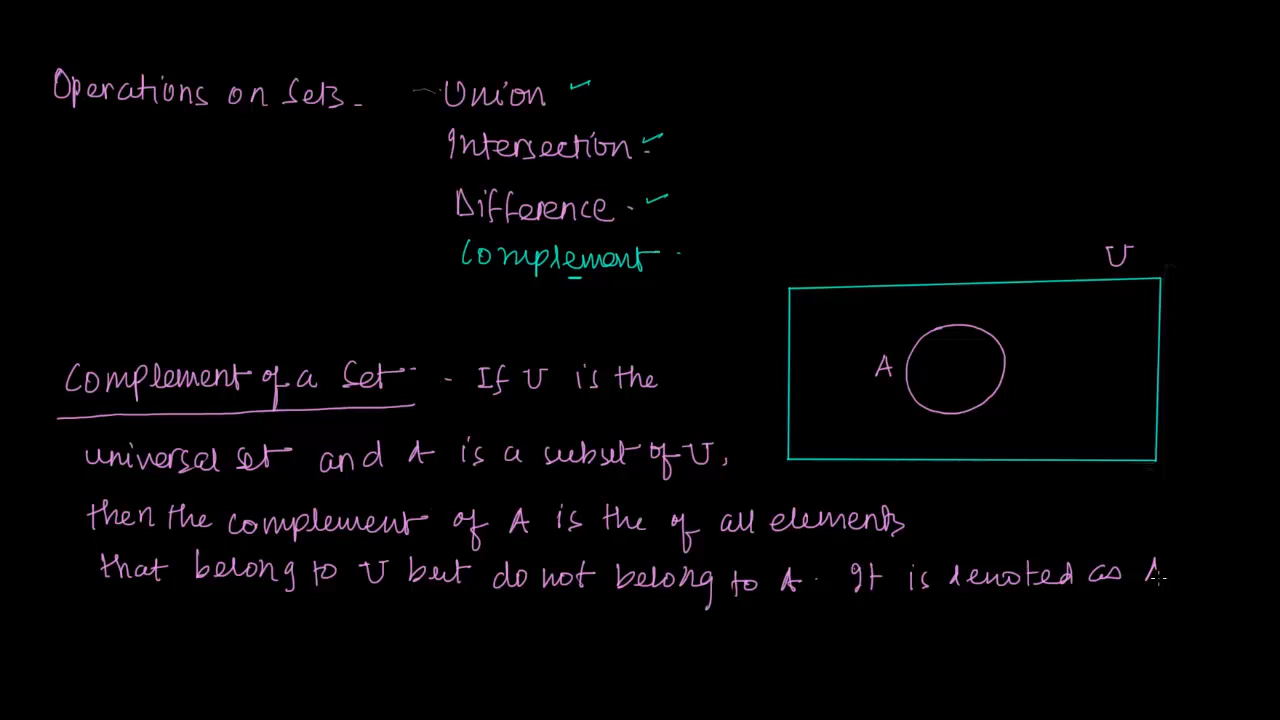 Operations on Sets - Union
Intersection
Difference
Complement
U
A
Complement of a Set - If U is the
universal set and A is a subset of U,
then the complement of A is the of all elements
that belong to U but do not belong to A. It is denoted as